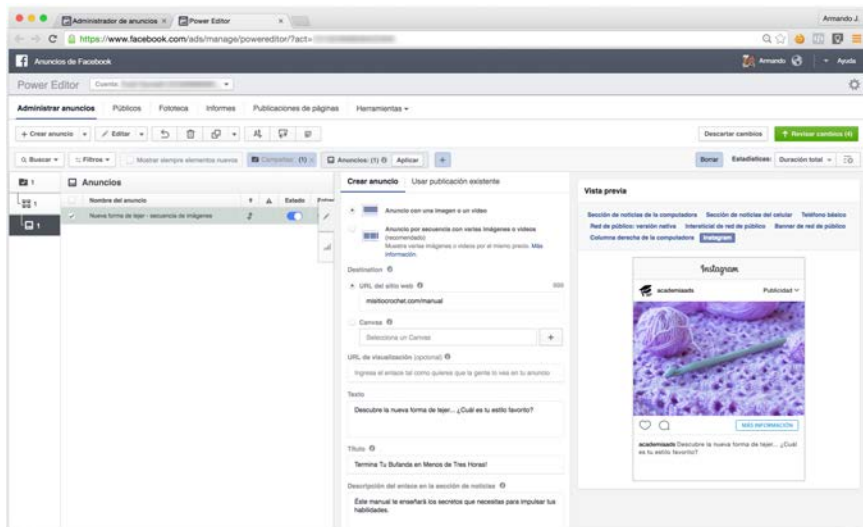 Administrador de anuncios
Power Editor
Armando J.
https://www.facebook.com/ads/manage/powereditor/?act=
Anuncios de Facebook
Armando
Ayuda
Power Editor
Cuenta:
Administrar anuncios
Públicos
Fototeca
Informes
Publicaciones de páginas
Herramientas
+ Crear anuncio
Editar
Descartar cambios
Revisar cambios (4)
Buscar
Filtros
Mostrar siempre elementos nuevos
Campañas: (1)
Anuncios: (1)
Aplicar
+
Borrar
Estadísticas:
Duración total
1
Anuncios
1
Nombre del anuncio
Estado
1
Nueva forma de tejer - secuencia de imágenes
Crear anuncio
Usar publicación existente
Anuncio con una imagen o un video
Anuncio por secuencia con varias imágenes o videos
(recomendado)
Muestra varias imágenes o videos por el mismo precio. Más
información.
Destination
URL del sitio web
misitiocrochet.com/manual
Canvas
Selecciona un Canvas
+
URL de visualización (opcional)
Ingresa el enlace tal como quieres que la gente lo vea en tu anuncio
Texto
Descubre la nueva forma de tejer... ¿Cuál es tu estilo favorito?
Título
Termina Tu Bufanda en Menos de Tres Horas!
Descripción del enlace en la sección de noticias
Éste manual te enseñará los secretos que necesitas para impulsar tus
habilidades.
Vista previa
Sección de noticias de la computadora
Sección de noticias del celular
Teléfono básico
Red de público: versión nativa
Intersticial de red de público
Banner de red de público
Columna derecha de la computadora
Instagram
Instagram
academiaads
Publicidad
MÁS INFORMACIÓN
academiaads Descubre la nueva forma de tejer... ¿Cuál
es tu estilo favorito?